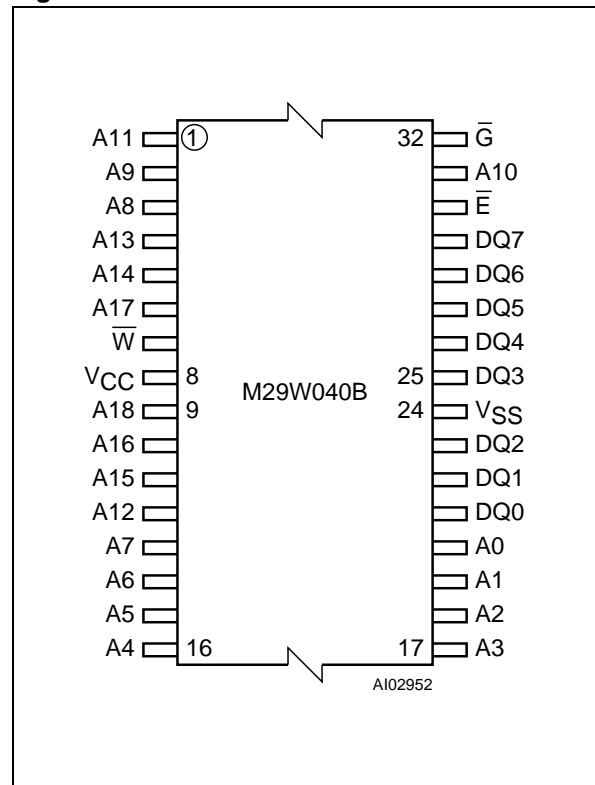 A11 ① 32 G̅
A9 A10
A8 E̅
A13 DQ7
A14 DQ6
A17 DQ5
W̅ DQ4
VCC 8 25 DQ3
M29W040B
A18 9 24 VSS
A16 DQ2
A15 DQ1
A12 DQ0
A7 A0
A6 A1
A5 A2
A4 16 17 A3
AI02952